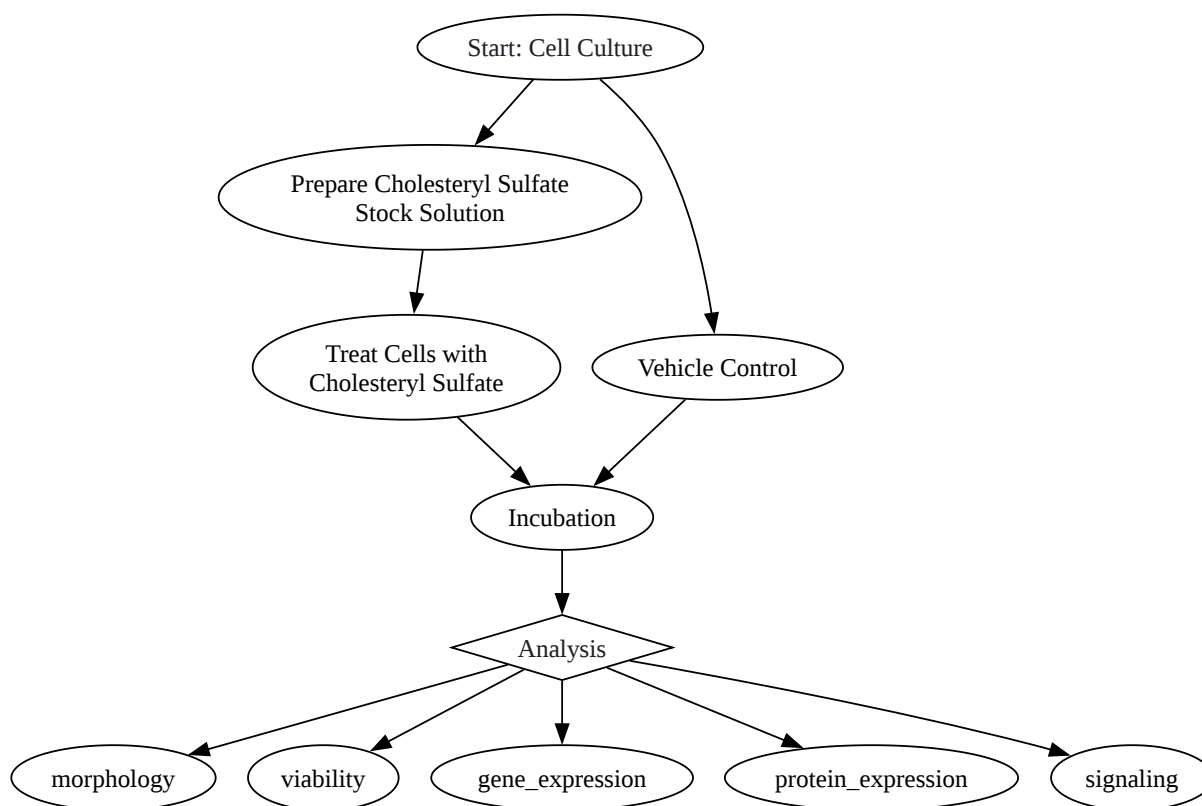 Start: Cell Culture
Prepare Cholesteryl Sulfate
Stock Solution
Treat Cells with
Cholesteryl Sulfate
Vehicle Control
Incubation
Analysis
morphology
viability
gene_expression
protein_expression
signaling